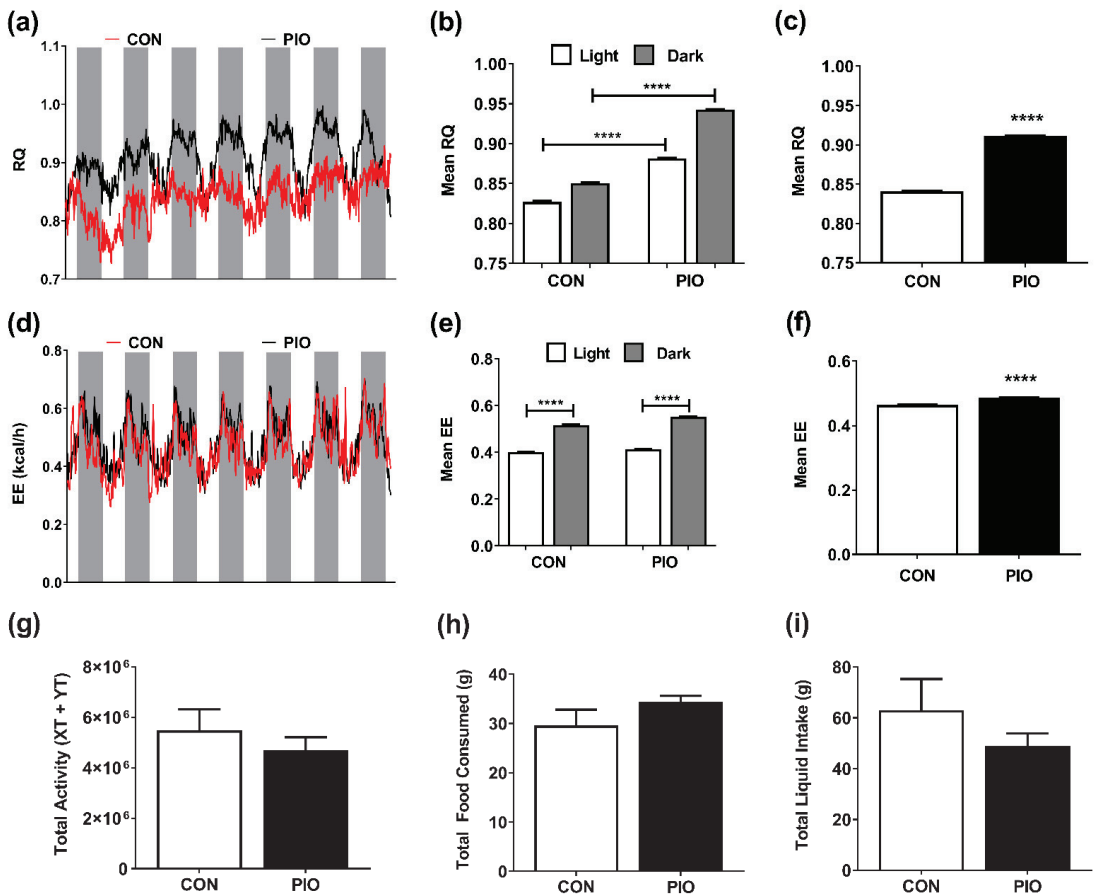 (a)
CON
PIO
1.1
1.0
0.9
0.8
0.7
RQ
(b)
Light
Dark
1.00
0.95
0.90
0.85
0.80
0.75
Mean RQ
****
****
CON
PIO
(c)
1.00
0.95
0.90
0.85
0.80
0.75
Mean RQ
****
CON
PIO
(d)
CON
PIO
0.8
0.6
0.4
0.2
0.0
EE (kcal/h)
(e)
Light
Dark
0.8
0.6
0.4
0.2
0.0
Mean EE
****
****
CON
PIO
(f)
0.6
0.4
0.2
0.0
Mean EE
****
CON
PIO
(g)
8×10⁶
6×10⁶
4×10⁶
2×10⁶
0
Total Activity (XT + YT)
CON
PIO
(h)
40
30
20
10
0
Total Food Consumed (g)
CON
PIO
(i)
80
60
40
20
0
Total Liquid Intake (g)
CON
PIO